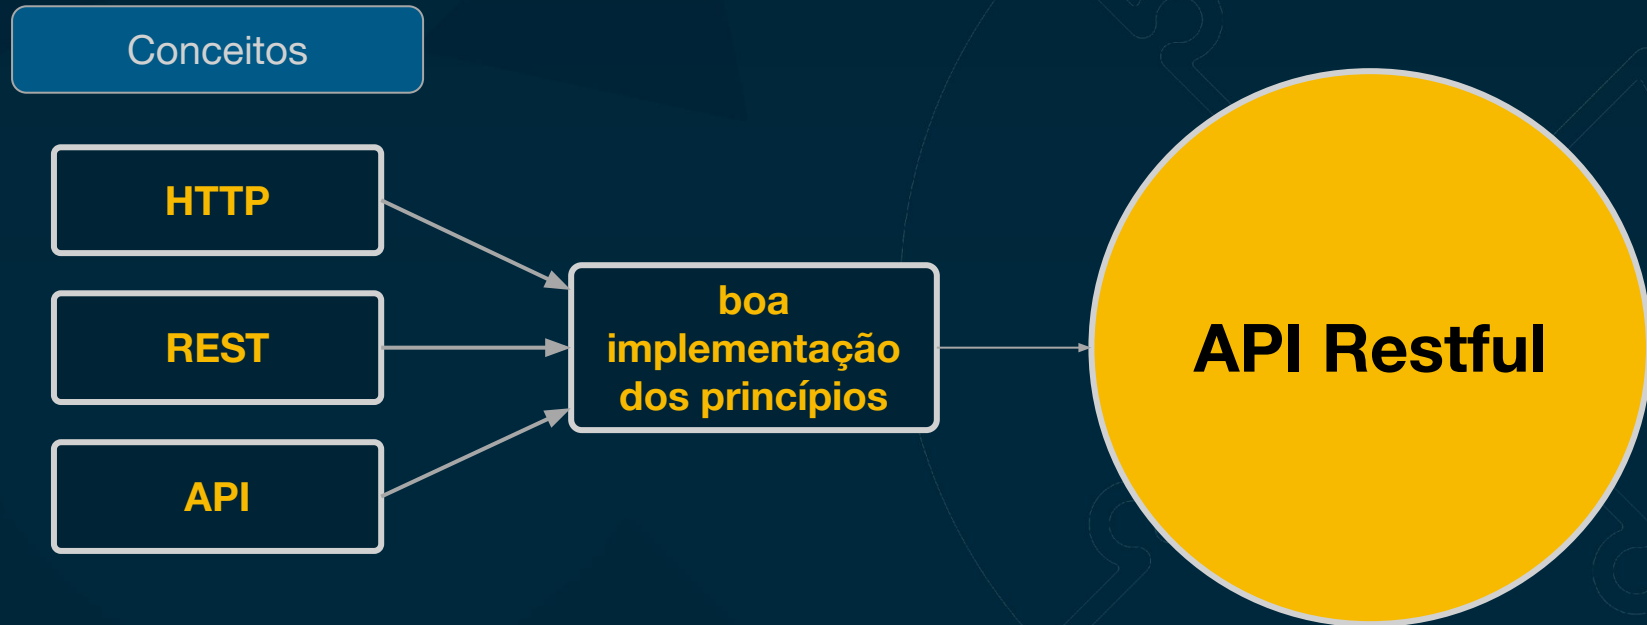 Conceitos
HTTP
REST
API
boa
implementação
dos princípios
API Restful